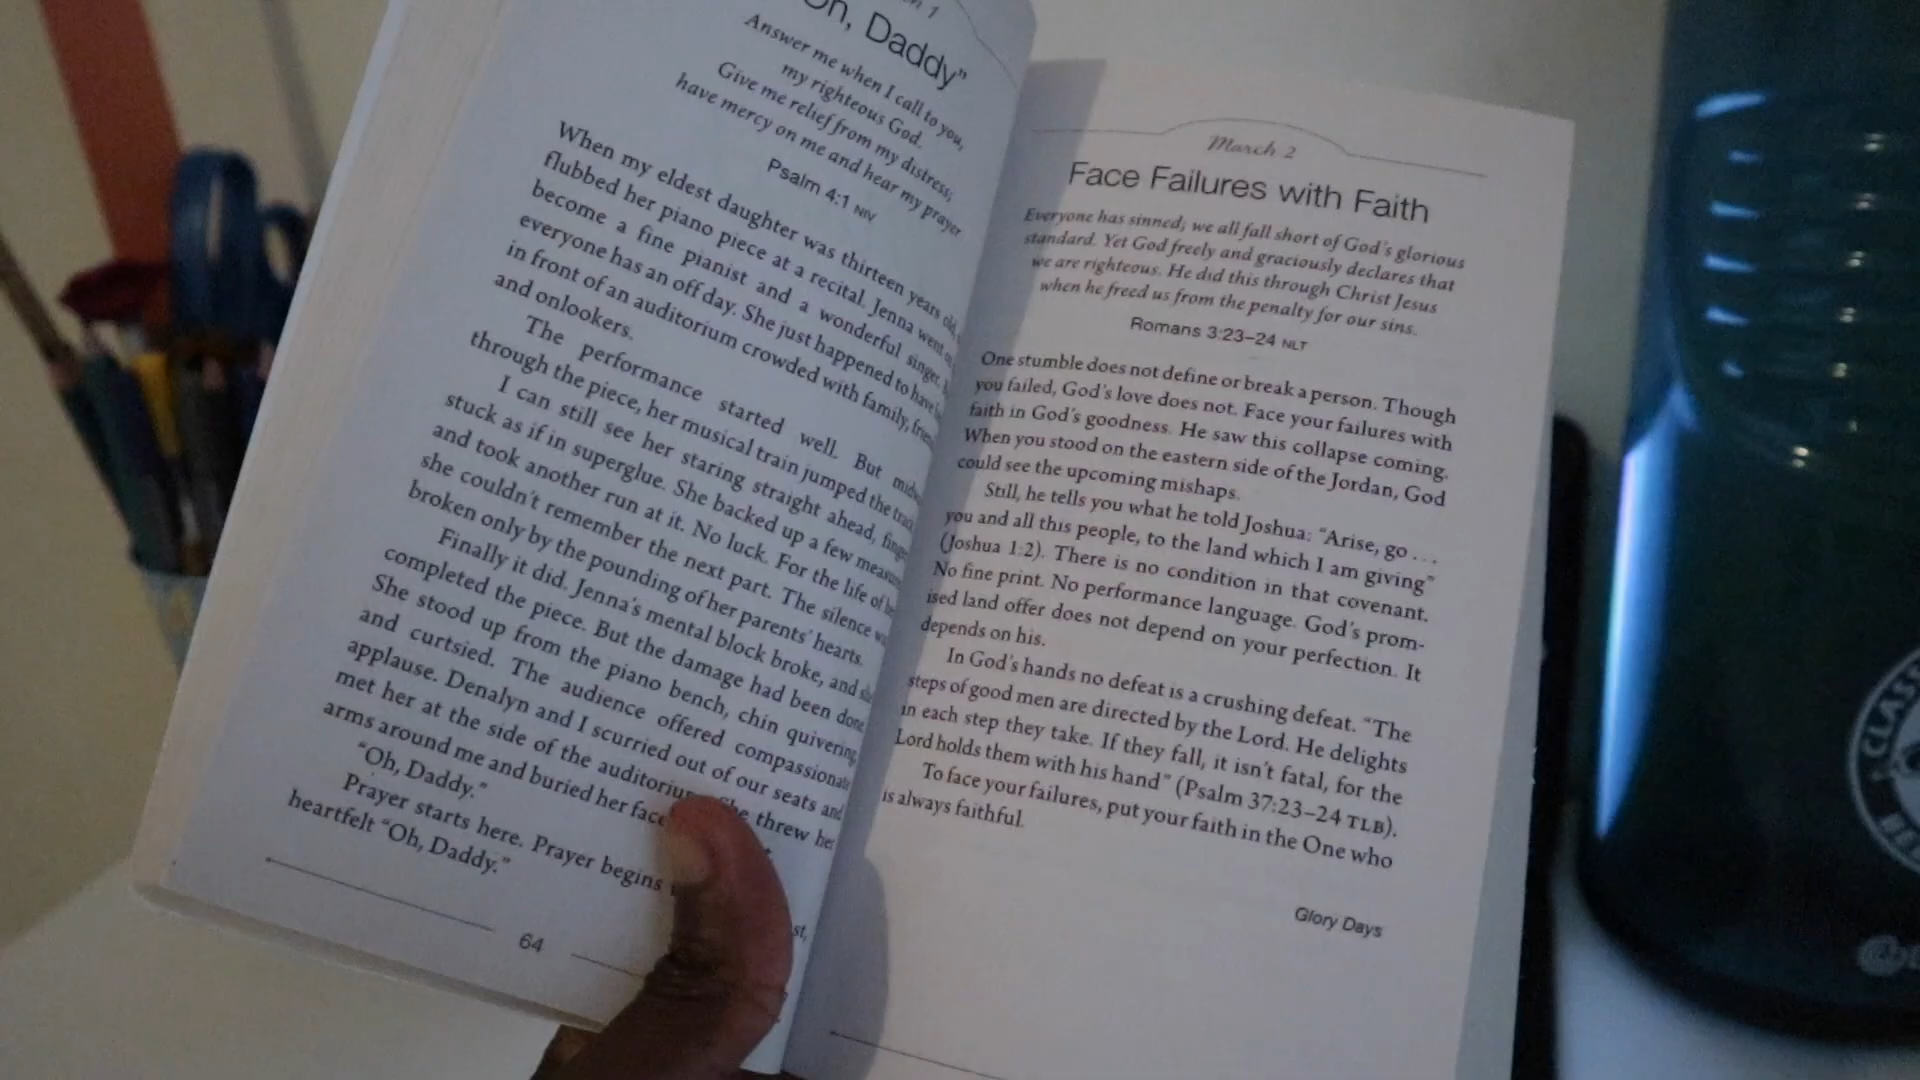 Oh, Daddy”
Answer me when I call to you,
my righteous God.
Give me relief from my distress;
have mercy on me and hear my prayer
Psalm 4:1 NIV
When my eldest daughter was thirteen years old,
flubbed her piano piece at a recital. Jenna went on
become a fine pianist and a wonderful singer.
everyone has an off day. She just happened to have
in front of an auditorium crowded with family,
and onlookers.
The performance started well. But
through the piece, her musical train jumped the track
I can still see her staring straight ahead,
stuck as if in superglue. She backed up a few
and took another run at it. No luck. For the life of
she couldn’t remember the next part. The silence
broken only by the pounding of her parents’ hearts.
Finally it did. Jenna’s mental block broke, and
completed the piece. But the damage had been done.
She stood up from the piano bench, chin quivering,
and curtsied. The audience offered compassionate
applause. Denalyn and I scurried out of our seats and
met her at the side of the auditorium. She threw her
arms around me and buried her face
“Oh, Daddy.”
Prayer starts here. Prayer begins
heartfelt “Oh, Daddy.”
64
March 2
Face Failures with Faith
Everyone has sinned; we all fall short of God’s glorious
standard. Yet God freely and graciously declares that
we are righteous. He did this through Christ Jesus
when he freed us from the penalty for our sins.
Romans 3:23–24 NLT
One stumble does not define or break a person. Though
you failed, God’s love does not. Face your failures with
faith in God’s goodness. He saw this collapse coming.
When you stood on the eastern side of the Jordan, God
could see the upcoming mishaps.
Still, he tells you what he told Joshua: “Arise, go . . .
you and all this people, to the land which I am giving”
(Joshua 1:2). There is no condition in that covenant.
No fine print. No performance language. God’s prom-
ised land offer does not depend on your perfection. It
depends on his.
In God’s hands no defeat is a crushing defeat. “The
steps of good men are directed by the Lord. He delights
in each step they take. If they fall, it isn’t fatal, for the
Lord holds them with his hand” (Psalm 37:23–24 TLB).
To face your failures, put your faith in the One who
is always faithful.
Glory Days